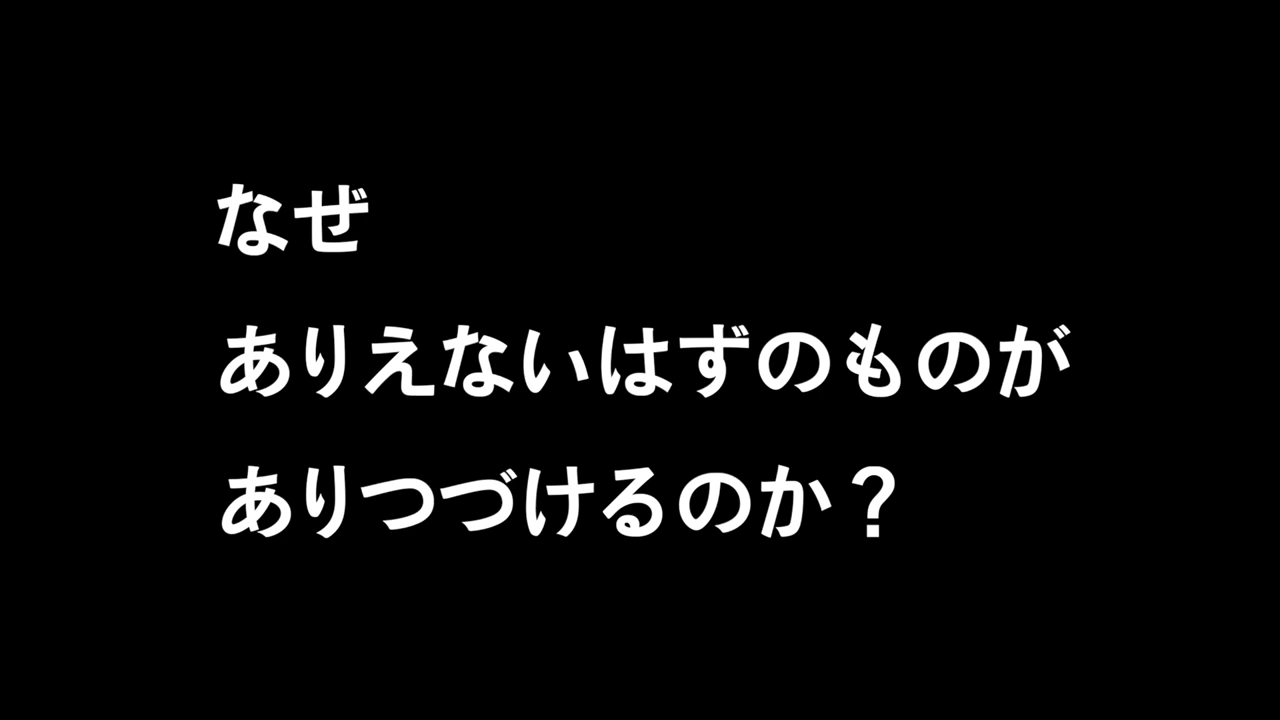 なぜ
ありえないはずのものが
ありつづけるのか？